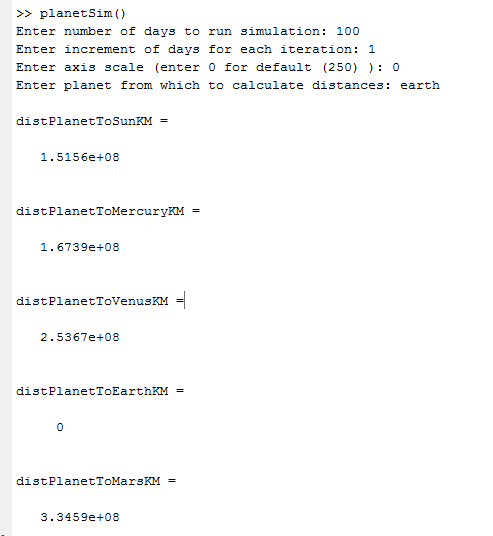 >> planetSim()
Enter number of days to run simulation: 100
Enter increment of days for each iteration: 1
Enter axis scale (enter 0 for default (250) ): 0
Enter planet from which to calculate distances: earth
distPlanetToSunKM =
1.5156e+08
distPlanetToMercuryKM =
1.6739e+08
distPlanetToVenusKM =
2.5367e+08
distPlanetToEarthKM =
0
distPlanetToMarsKM =
3.3459e+08